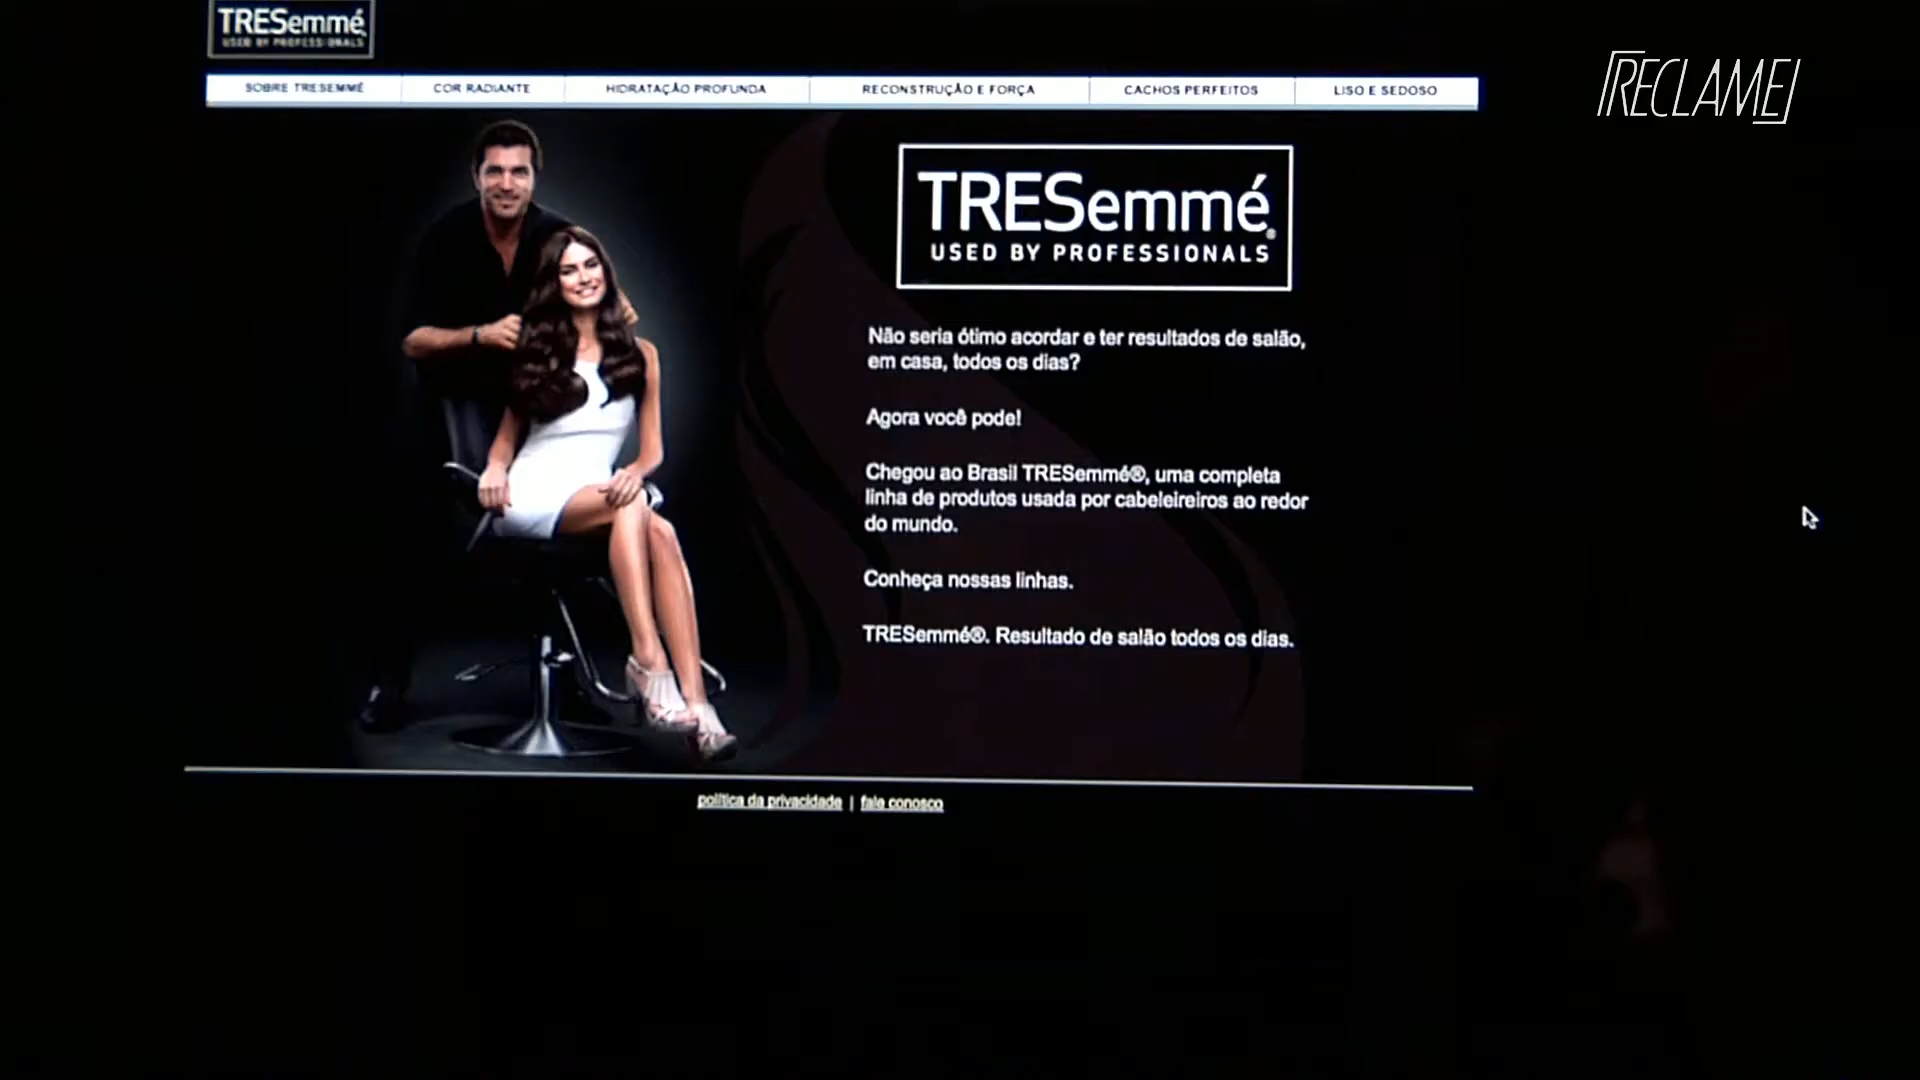 TRESemmé
USED BY PROFESSIONALS
RECLAME
SOBRE TRESEMMÉ
COR RADIANTE
HIDRATAÇÃO PROFUNDA
RECONSTRUÇÃO E FORÇA
CACHOS PERFEITOS
LISO E SEDOSO
TRESemmé®
USED BY PROFESSIONALS
Não seria ótimo acordar e ter resultados de salão,
em casa, todos os dias?
Agora você pode!
Chegou ao Brasil TRESemmé®, uma completa
linha de produtos usada por cabeleireiros ao redor
do mundo.
Conheça nossas linhas.
TRESemmé®. Resultado de salão todos os dias.
política da privacidade | fale conosco